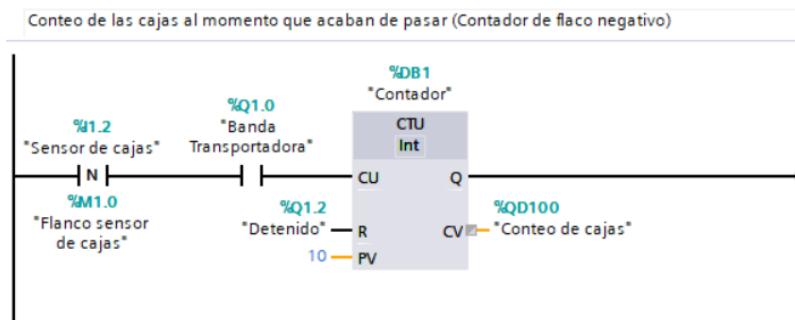 Conteo de las cajas al momento que acaban de pasar (Contador de flaco negativo)
%DB1
"Contador"
%I1.2
"Sensor de cajas"
N
%M1.0
"Flanco sensor
de cajas"
%Q1.0
"Banda
Transportadora"
CTU
Int
CU
Q
%Q1.2
"Detenido"
R
CV
%QD100
"Conteo de cajas"
10
PV